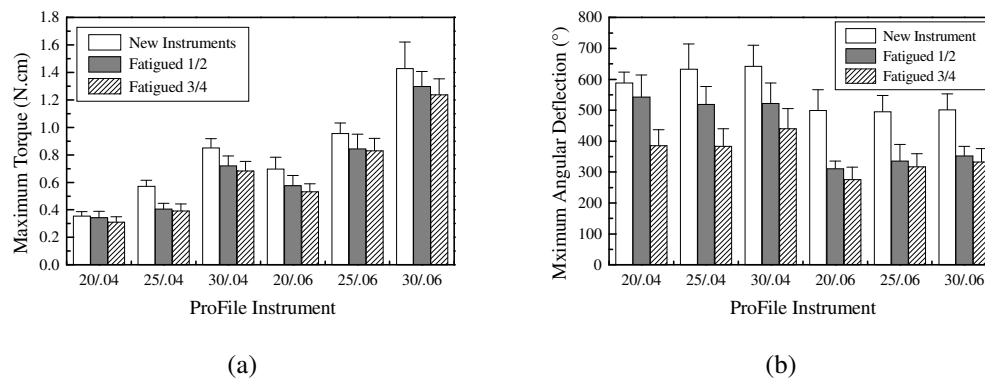 1.8
1.6
1.4
1.2
1.0
0.8
0.6
0.4
0.2
0.0
Maximum Torque (N.cm)
New Instruments
Fatigued 1/2
Fatigued 3/4
20/.04 25/.04 30/.04 20/.06 25/.06 30/.06
ProFile Instrument
(a)
800
700
600
500
400
300
200
100
0
Mximum Angular Deflection (°)
New Instrument
Fatigued 1/2
Fatigued 3/4
20/.04 25/.04 30/.04 20/.06 25/.06 30/.06
ProFile Instrument
(b)